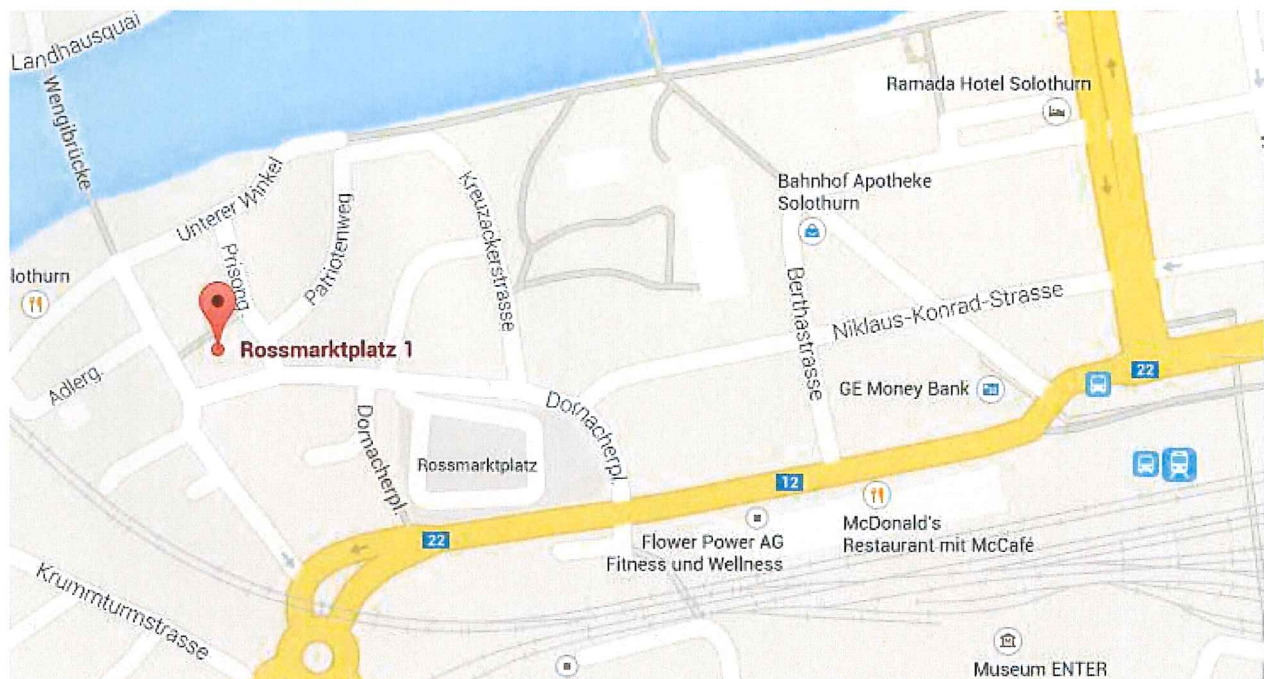 Landhausquai
Wengibrücke
Ramada Hotel Solothurn
Bahnhof Apotheke
Solothurn
Unterer Winkel
Kreuzackerstrasse
Patriotenweg
Prisong
lothurn
Rossmarktplatz 1
Niklaus-Konrad-Strasse
Berthastrasse
Adlerg.
GE Money Bank
22
Dornacherpl.
Dornacherpl.
Rossmarktplatz
12
22
McDonald's
Restaurant mit McCafé
Flower Power AG
Fitness und Wellness
Krummturmstrasse
Museum ENTER